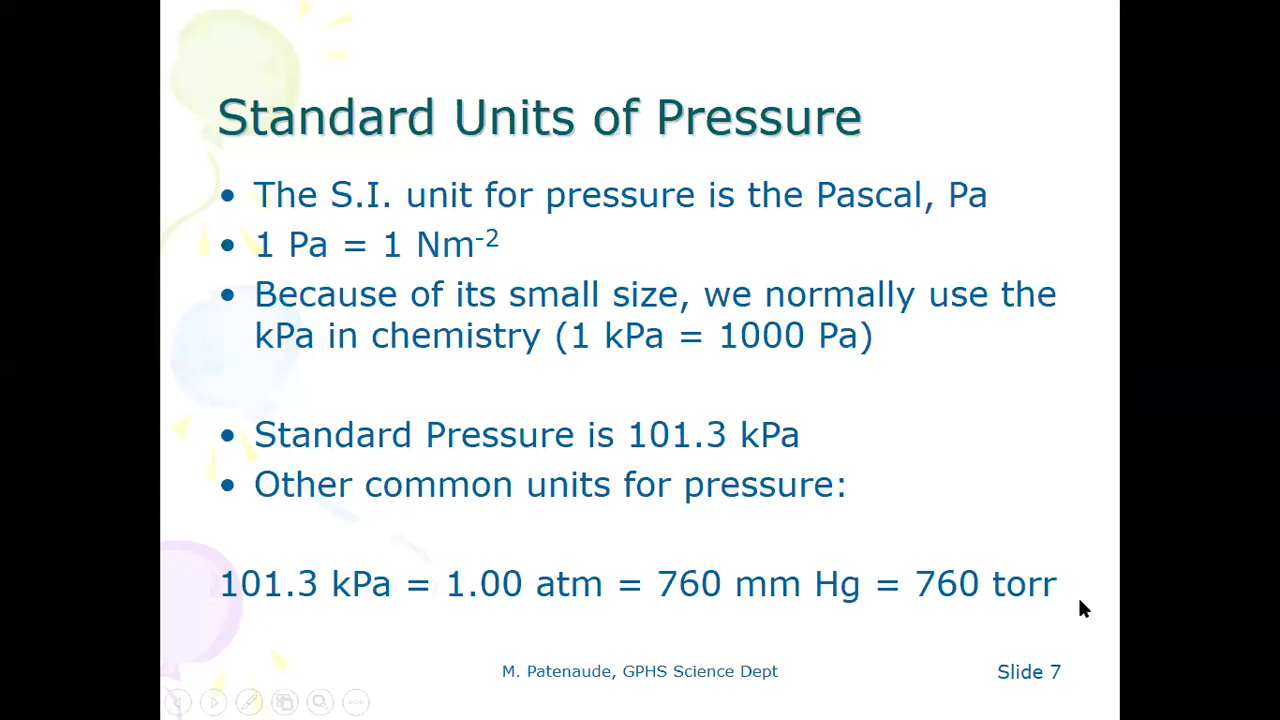 Standard Units of Pressure
• The S.I. unit for pressure is the Pascal, Pa
• 1 Pa = 1 Nm⁻²
• Because of its small size, we normally use the
kPa in chemistry (1 kPa = 1000 Pa)
• Standard Pressure is 101.3 kPa
• Other common units for pressure:
101.3 kPa = 1.00 atm = 760 mm Hg = 760 torr
M. Patenaude, GPHS Science Dept
Slide 7